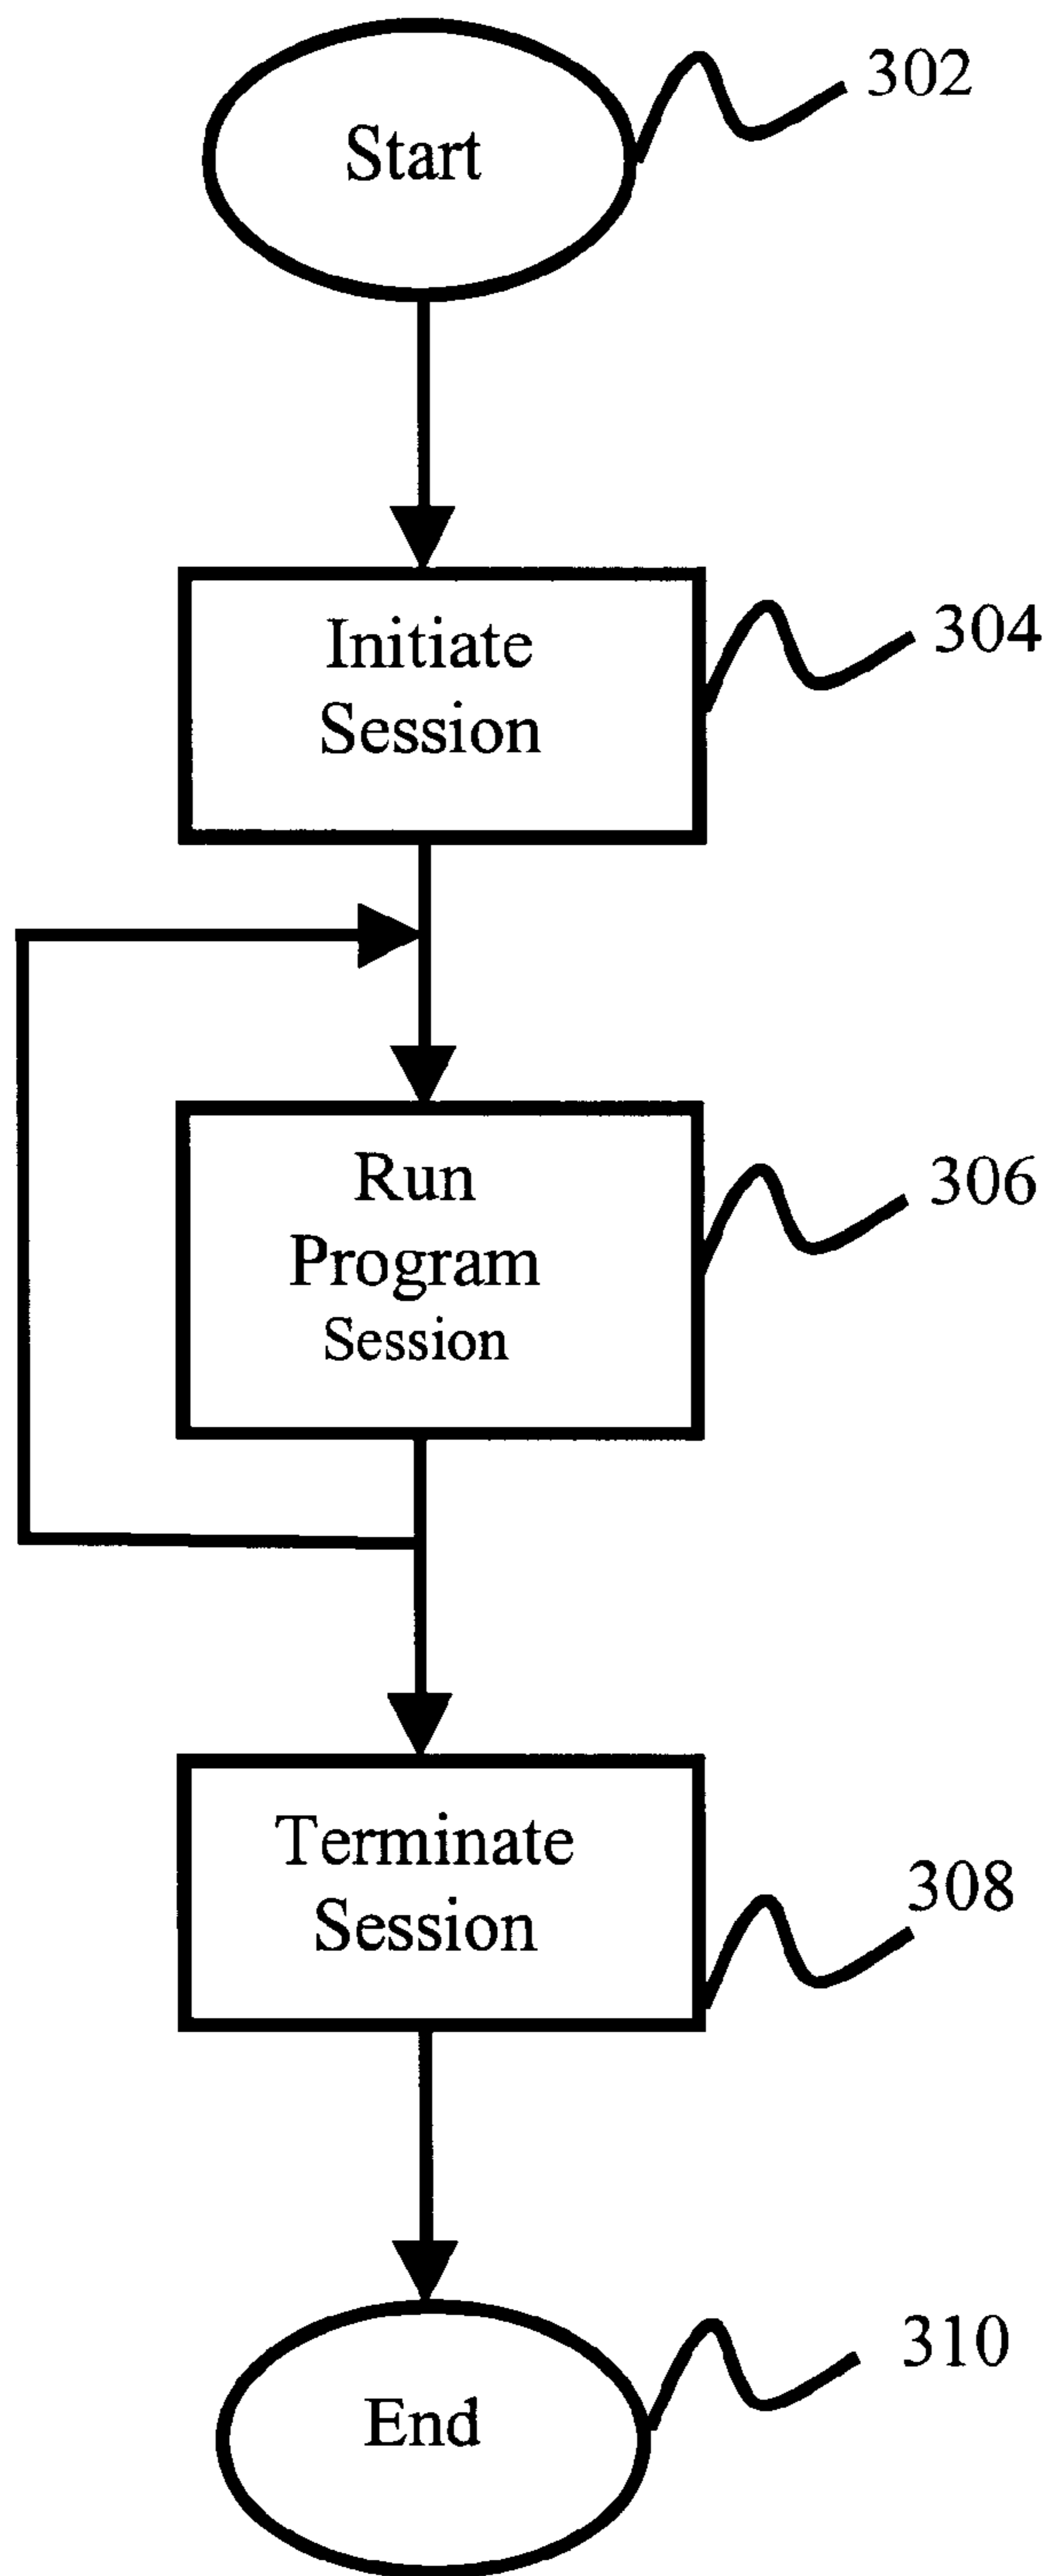 Start
302
Initiate
Session
304
Run
Program
Session
306
Terminate
Session
308
End
310